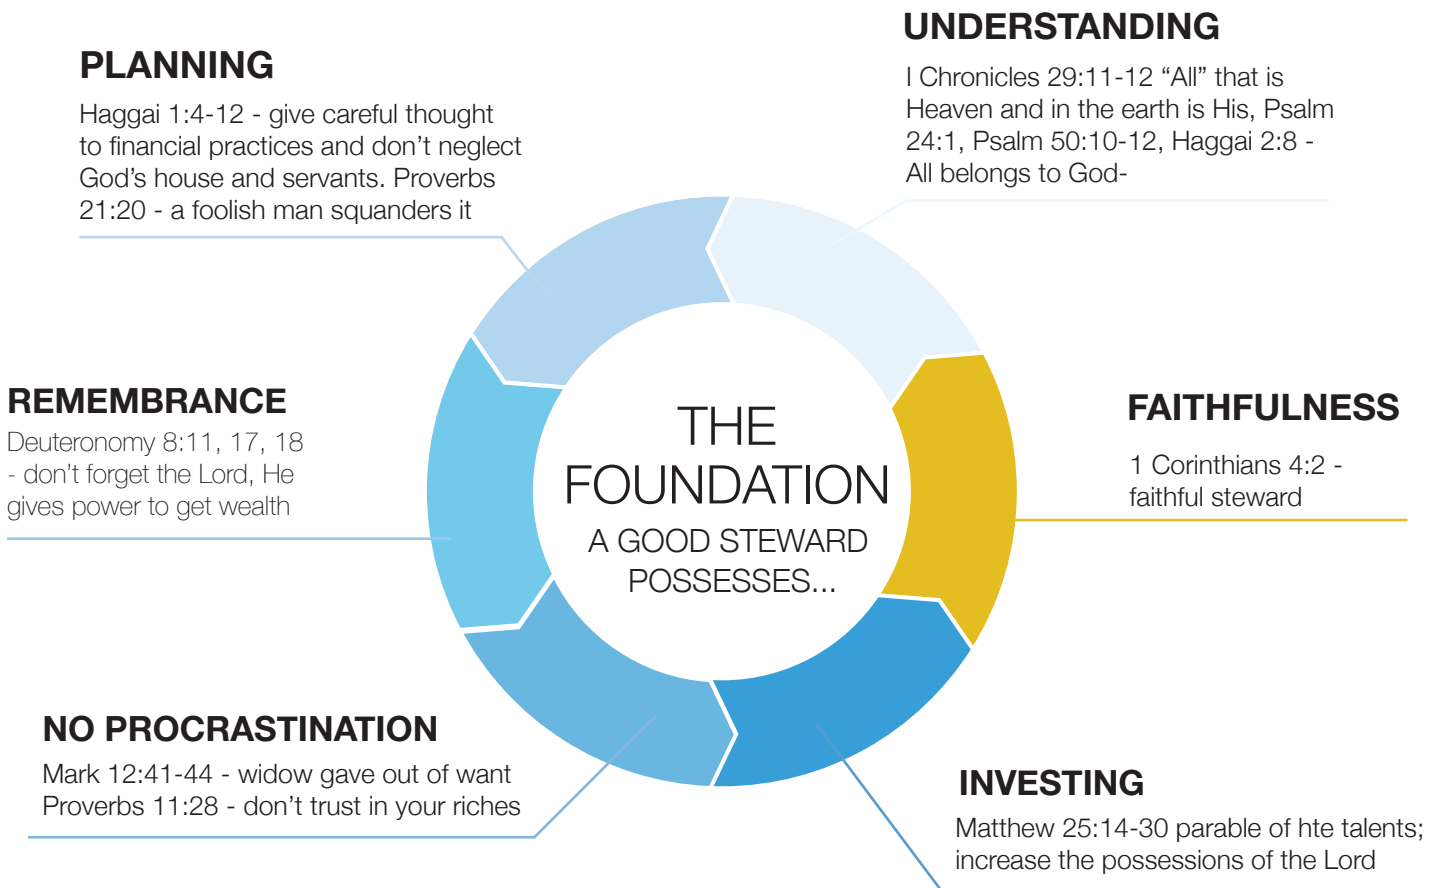 PLANNING
Haggai 1:4-12 - give careful thought
to financial practices and don’t neglect
God’s house and servants. Proverbs
21:20 - a foolish man squanders it
UNDERSTANDING
I Chronicles 29:11-12 “All” that is
Heaven and in the earth is His, Psalm
24:1, Psalm 50:10-12, Haggai 2:8 -
All belongs to God-
REMEMBRANCE
Deuteronomy 8:11, 17, 18
- don’t forget the Lord, He
gives power to get wealth
THE
FOUNDATION
A GOOD STEWARD
POSSESSES...
FAITHFULNESS
1 Corinthians 4:2 -
faithful steward
NO PROCRASTINATION
Mark 12:41-44 - widow gave out of want
Proverbs 11:28 - don’t trust in your riches
INVESTING
Matthew 25:14-30 parable of hte talents;
increase the possessions of the Lord